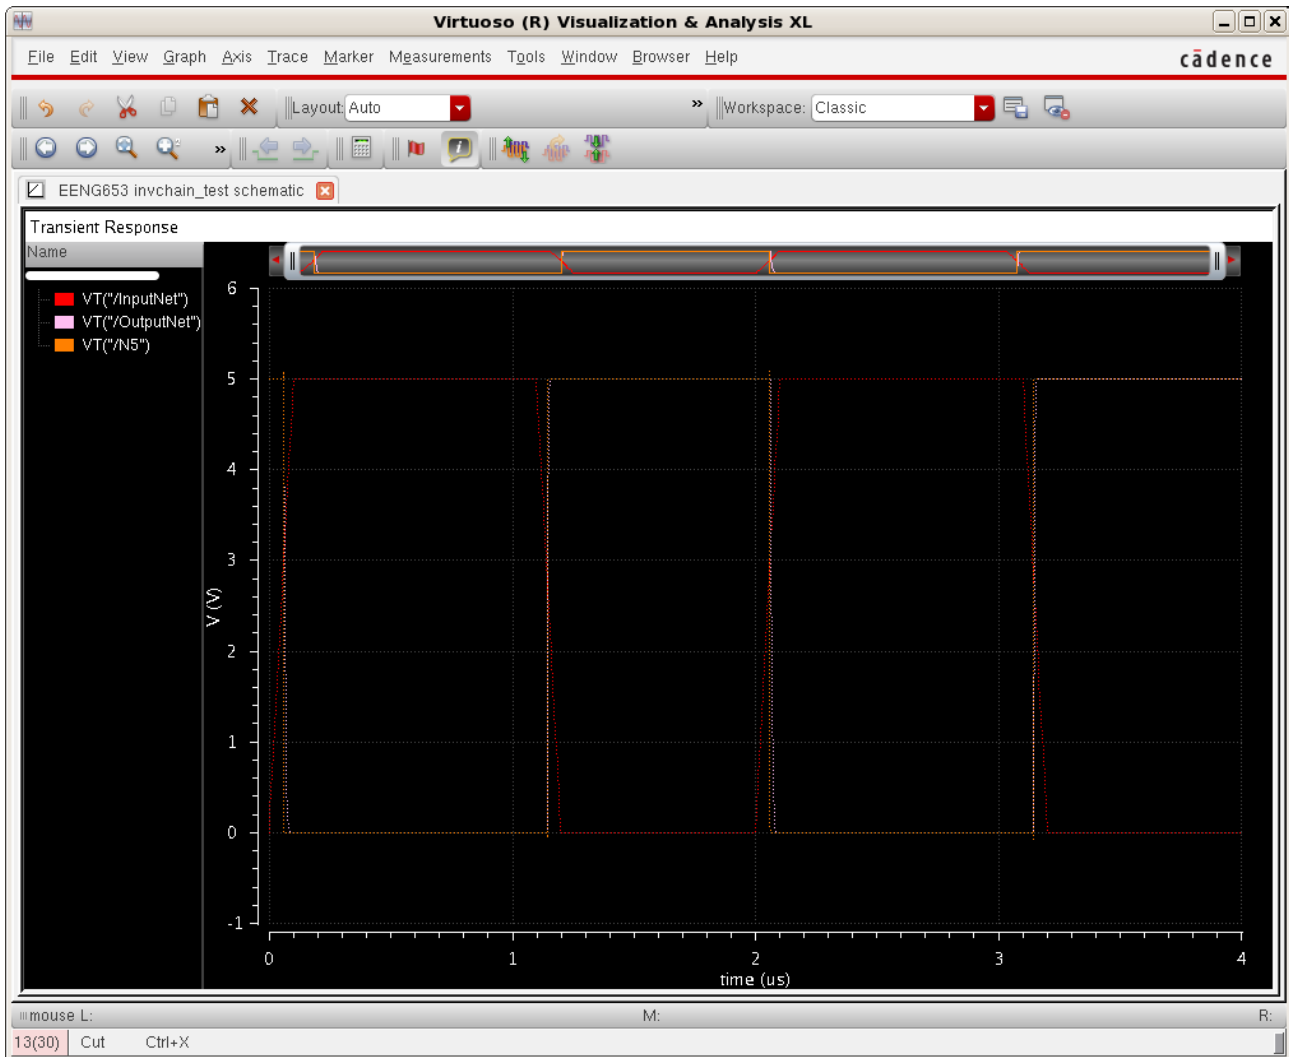 Virtuoso (R) Visualization & Analysis XL
File Edit View Graph Axis Trace Marker Measurements Tools Window Browser Help
cādence
Layout: Auto
» Workspace: Classic
»
EENG653 invchain_test schematic
Transient Response
Name
VT("/InputNet")
VT("/OutputNet")
VT("/N5")
6
5
4
3
2
1
0
-1
V (V)
0 1 2 3 4
time (us)
mouse L: M: R:
13(30) Cut Ctrl+X